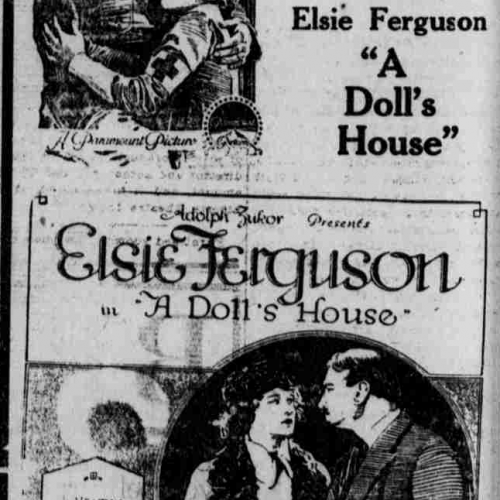 Elsie Ferguson
"A
Doll's
House"
A Paramount Picture
Adolph Zukor Presents
Elsie Ferguson
in "A Doll's House"